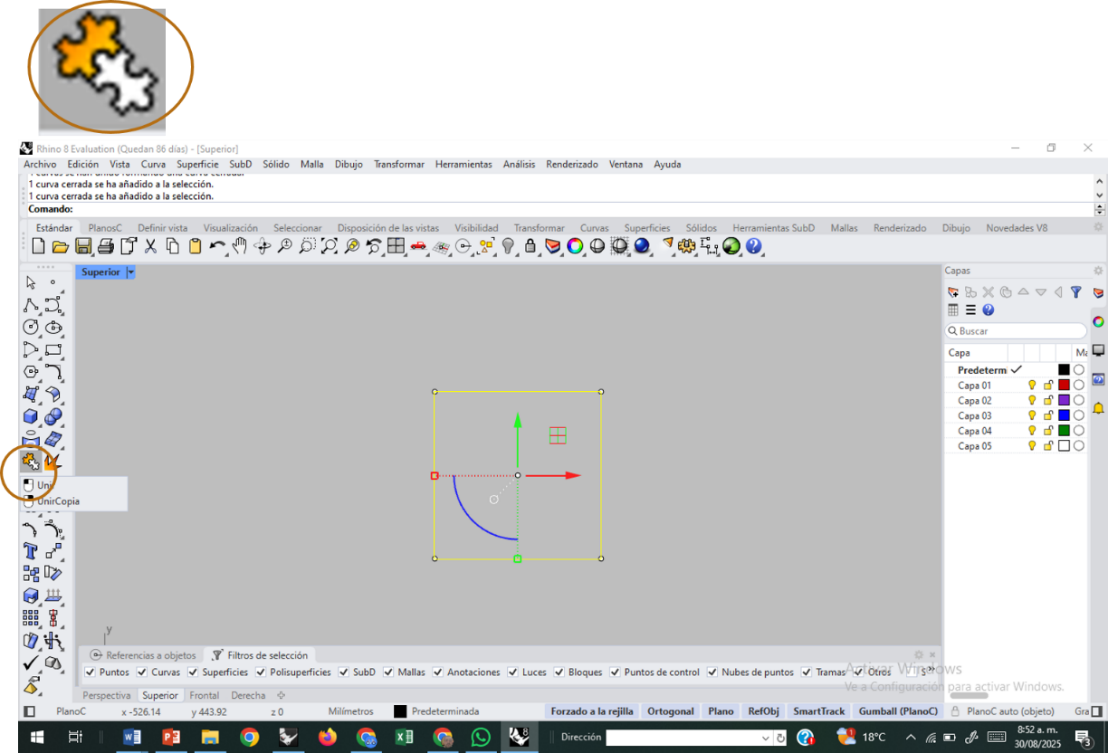 Rhino 8 Evaluation (Quedan 86 días) - [Superior]
Archivo Edición Vista Curva Superficie SubD Sólido Malla Dibujo Transformar Herramientas Análisis Renderizado Ventana Ayuda
1 curva cerrada se ha añadido a la selección.
1 curva cerrada se ha añadido a la selección.
Comando:
Estándar PlanosC Definir vista Visualización Seleccionar Disposición de las vistas Visibilidad Transformar Curvas Superficies Sólidos Herramientas SubD Mallas Renderizado Dibujo Novedades V8
Superior
Capas
Buscar
Capa Ma
Predeterm
Capa 01
Capa 02
Capa 03
Capa 04
Capa 05
Uni
UnirCopia
y
Referencias a objetos Filtros de selección
Puntos Curvas Superficies Polisuperficies SubD Mallas Anotaciones Luces Bloques Puntos de control Nubes de puntos Tramas Otros
Activar Windows
Ve a Configuración para activar Windows.
Perspectiva Superior Frontal Derecha
PlanoC x -526.14 y 443.92 z 0 Milímetros Predeterminada Forzado a la rejilla Ortogonal Plano RefObj SmartTrack Gumball (PlanoC) PlanoC auto (objeto) Gra
Dirección 18°C 8:52 a. m.
30/08/2025
3